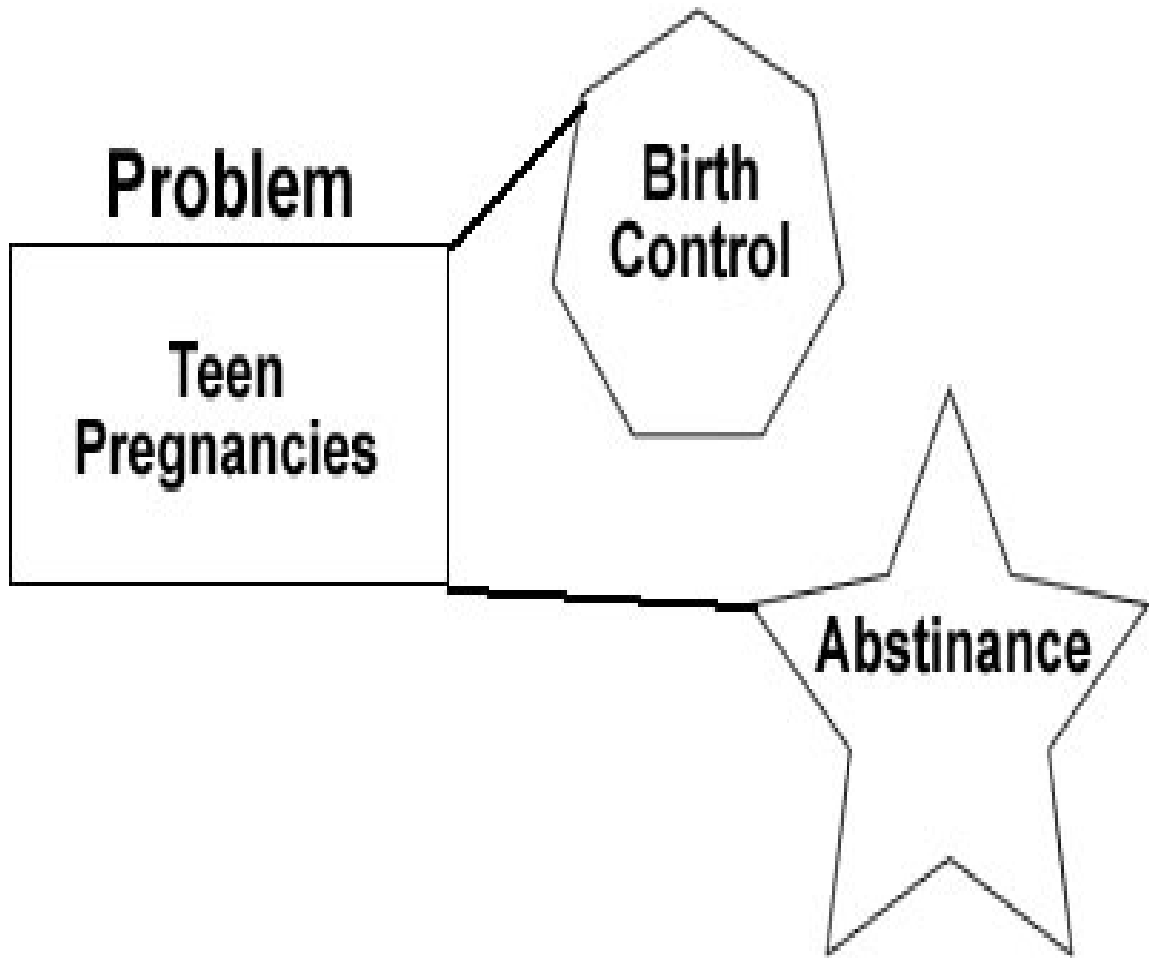 Problem
Teen
Pregnancies
Birth
Control
Abstinance